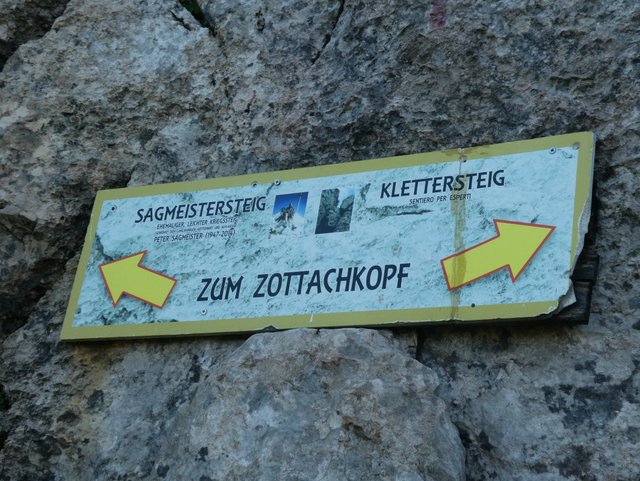 SAGMEISTERSTEIG
EHEMALIGER, LEICHTER KRIEGSSTEIG
PETER SAGMEISTER (1947-2011)
KLETTERSTEIG
SENTIERO PER ESPERTI
ZUM ZOTTACHKOPF